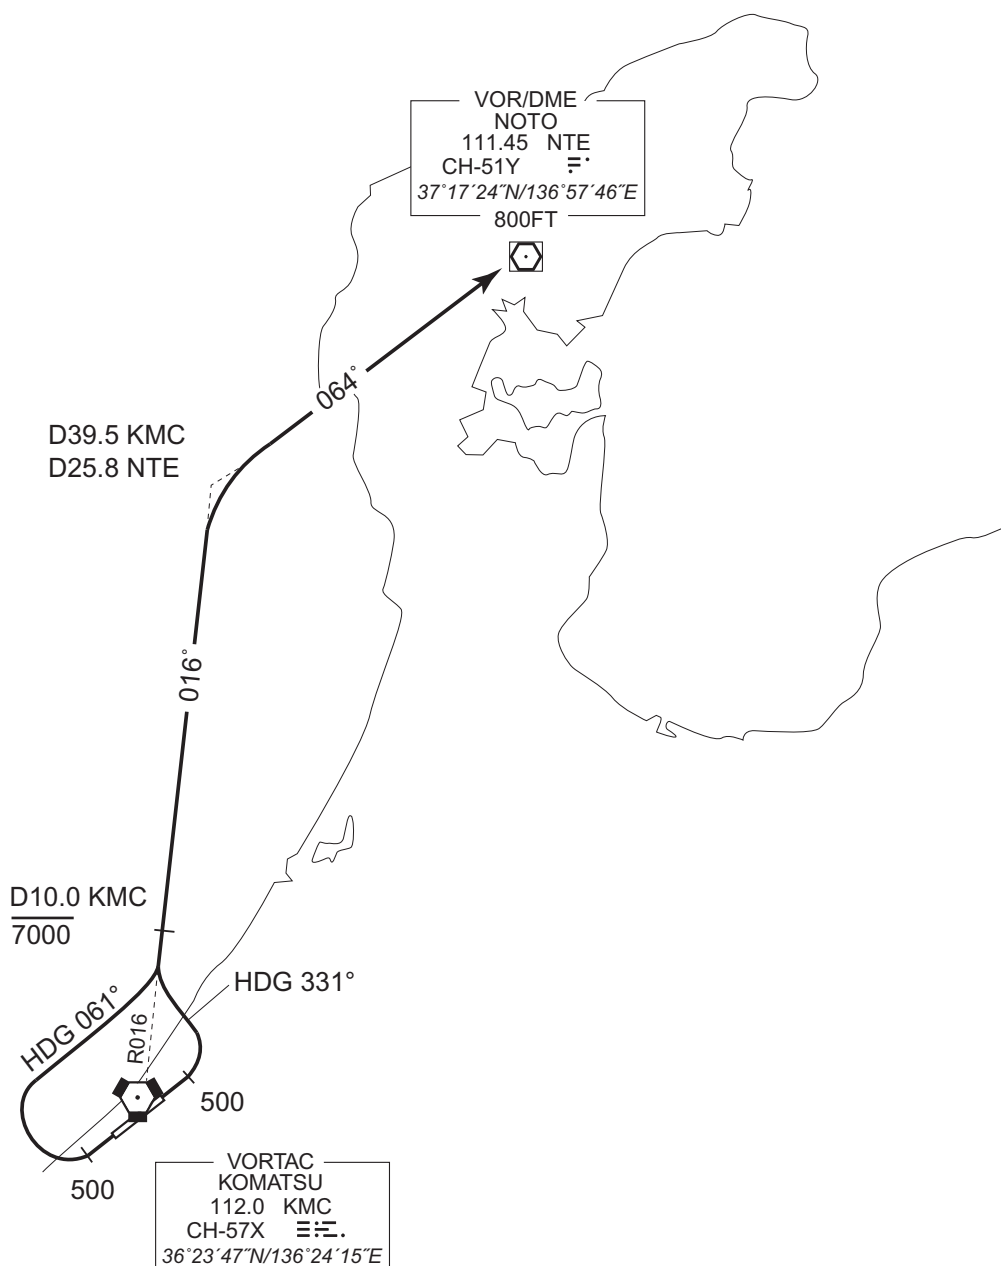 VOR/DME
NOTO
111.45 NTE
CH-51Y
37°17´24˝N/136°57´46˝E
800FT
064°
D39.5 KMC
D25.8 NTE
016°
D10.0 KMC
7000
HDG 331°
HDG 061°
R016
500
500
VORTAC
KOMATSU
112.0 KMC
CH-57X
36°23´47˝N/136°24´15˝E